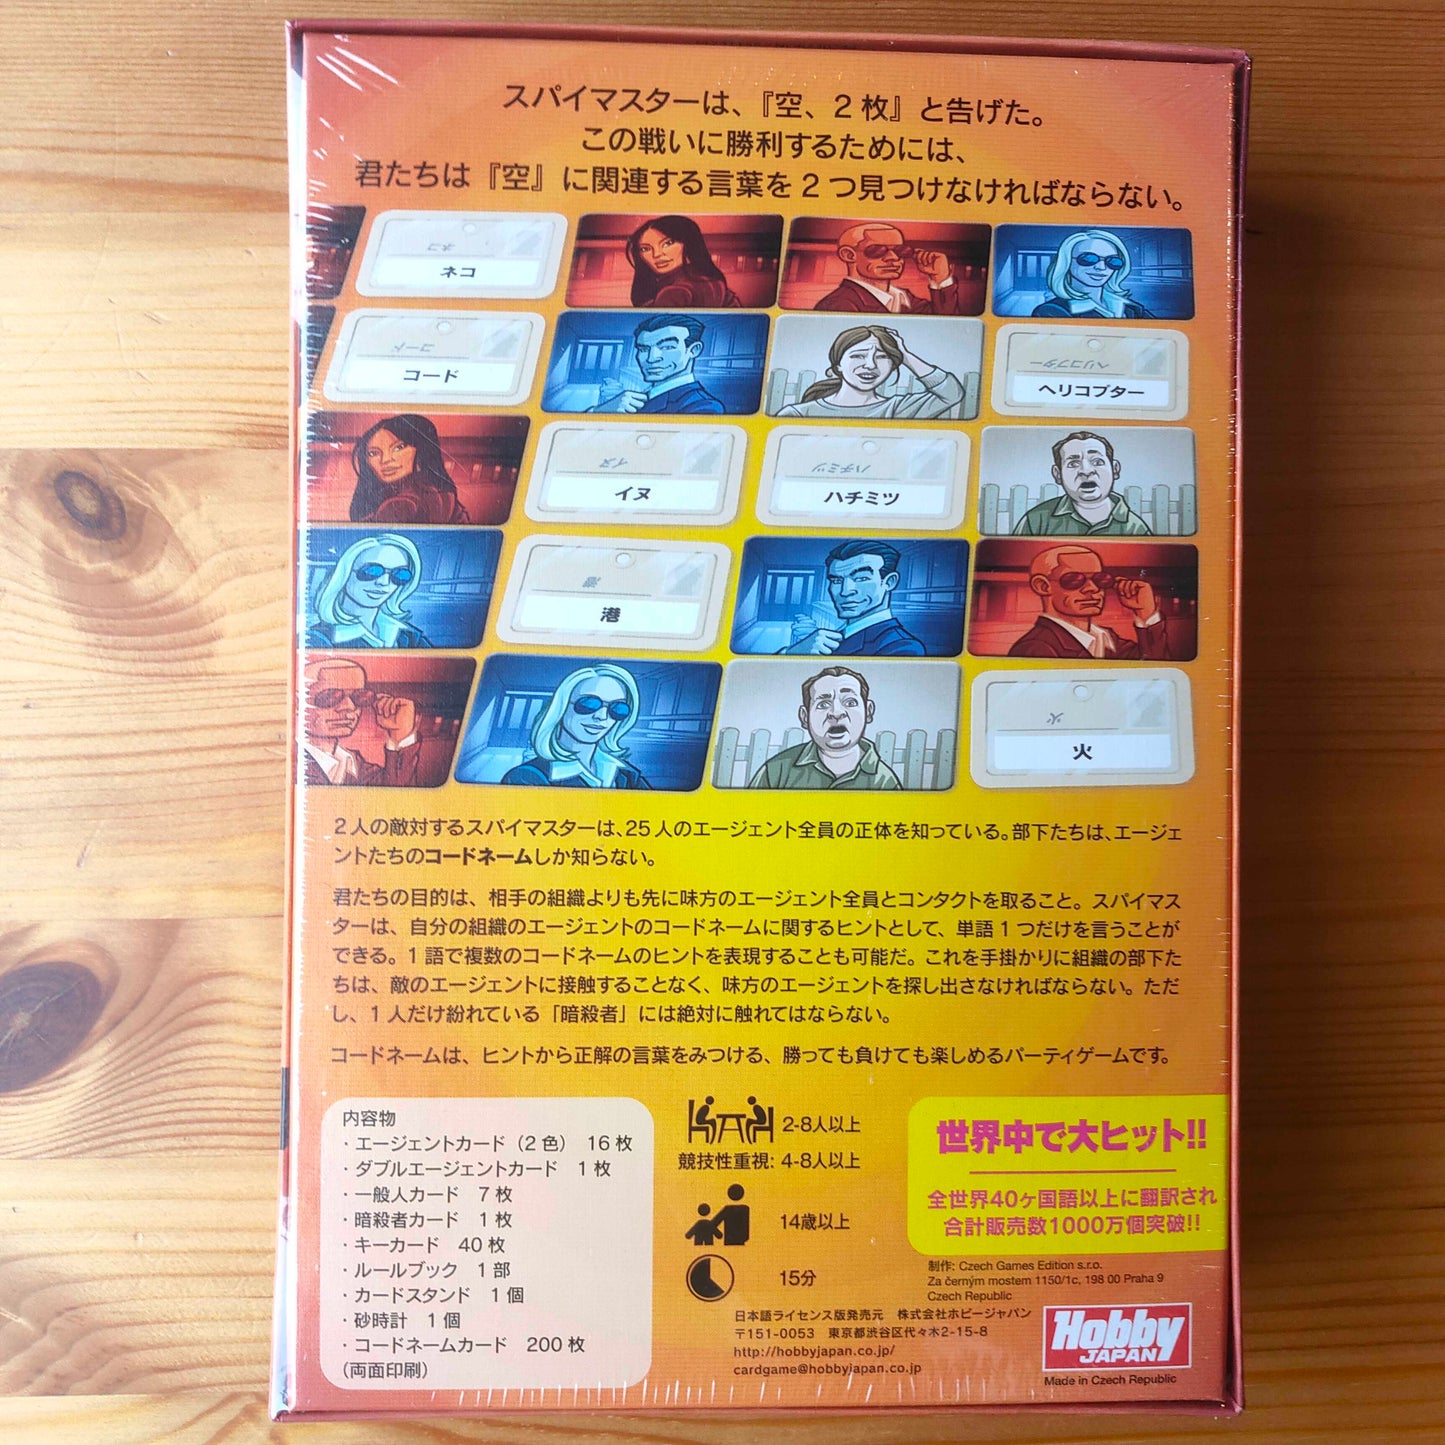 スパイマスターは、『空、2枚』と告げた。
この戦いに勝利するためには、
君たちは『空』に関連する言葉を2つ見つけなければならない。
ネコ
ネコ
コード
コード
ヘリコプター
ヘリコプター
イヌ
イヌ
ハチミツ
ハチミツ
港
港
火
火
2人の敵対するスパイマスターは、25人のエージェント全員の正体を知っている。部下たちは、エージェ
ントたちのコードネームしか知らない。
君たちの目的は、相手の組織よりも先に味方のエージェント全員とコンタクトを取ること。スパイマス
ターは、自分の組織のエージェントのコードネームに関するヒントとして、単語1つだけを言うことが
できる。1語で複数のコードネームのヒントを表現することも可能だ。これを手掛かりに組織の部下た
ちは、敵のエージェントに接触することなく、味方のエージェントを探し出さなければならない。ただ
し、1人だけ紛れている「暗殺者」には絶対に触れてはならない。
コードネームは、ヒントから正解の言葉をみつける、勝っても負けても楽しめるパーティゲームです。
内容物
・エージェントカード（2色） 16枚
・ダブルエージェントカード 1枚
・一般人カード 7枚
・暗殺者カード 1枚
・キーカード 40枚
・ルールブック 1部
・カードスタンド 1個
・砂時計 1個
・コードネームカード 200枚
（両面印刷）
2-8人以上
競技性重視: 4-8人以上
14歳以上
15分
世界中で大ヒット!!
全世界40ヶ国語以上に翻訳され
合計販売数1000万個突破!!
制作: Czech Games Edition s.r.o.
Za černým mostem 1150/1c, 198 00 Praha 9
Czech Republic
日本語ライセンス版発売元 株式会社ホビージャパン
〒151-0053 東京都渋谷区代々木2-15-8
http://hobbyjapan.co.jp/
cardgame@hobbyjapan.co.jp
Hobby
JAPAN
Made in Czech Republic